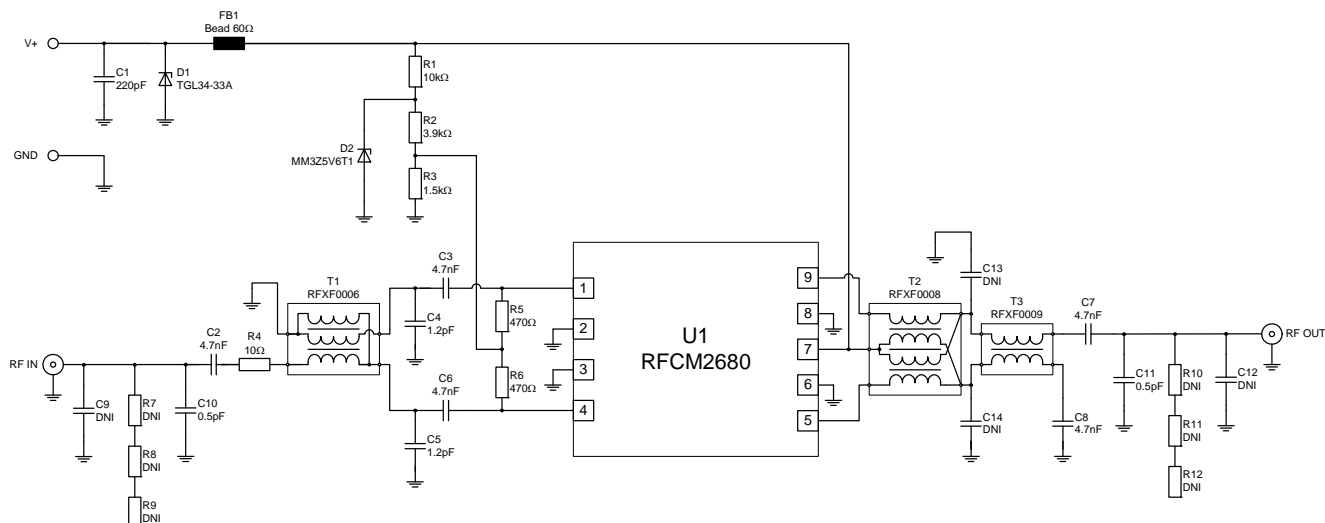 FB1
Bead 60Ω
V+
C1
220pF
D1
TGL34-33A
R1
10kΩ
R2
3.9kΩ
D2
MM3Z5V6T1
R3
1.5kΩ
GND
C3
4.7nF
T1
RFXF0006
C4
1.2pF
R5
470Ω
C2
4.7nF
R4
10Ω
RF IN
C9
DNI
R7
DNI
C10
0.5pF
R8
DNI
R9
DNI
C6
4.7nF
R6
470Ω
C5
1.2pF
1
2
3
4
U1
RFCM2680
9
8
7
6
5
T2
RFXF0008
C13
DNI
T3
RFXF0009
C7
4.7nF
RF OUT
C14
DNI
C8
4.7nF
C11
0.5pF
R10
DNI
C12
DNI
R11
DNI
R12
DNI